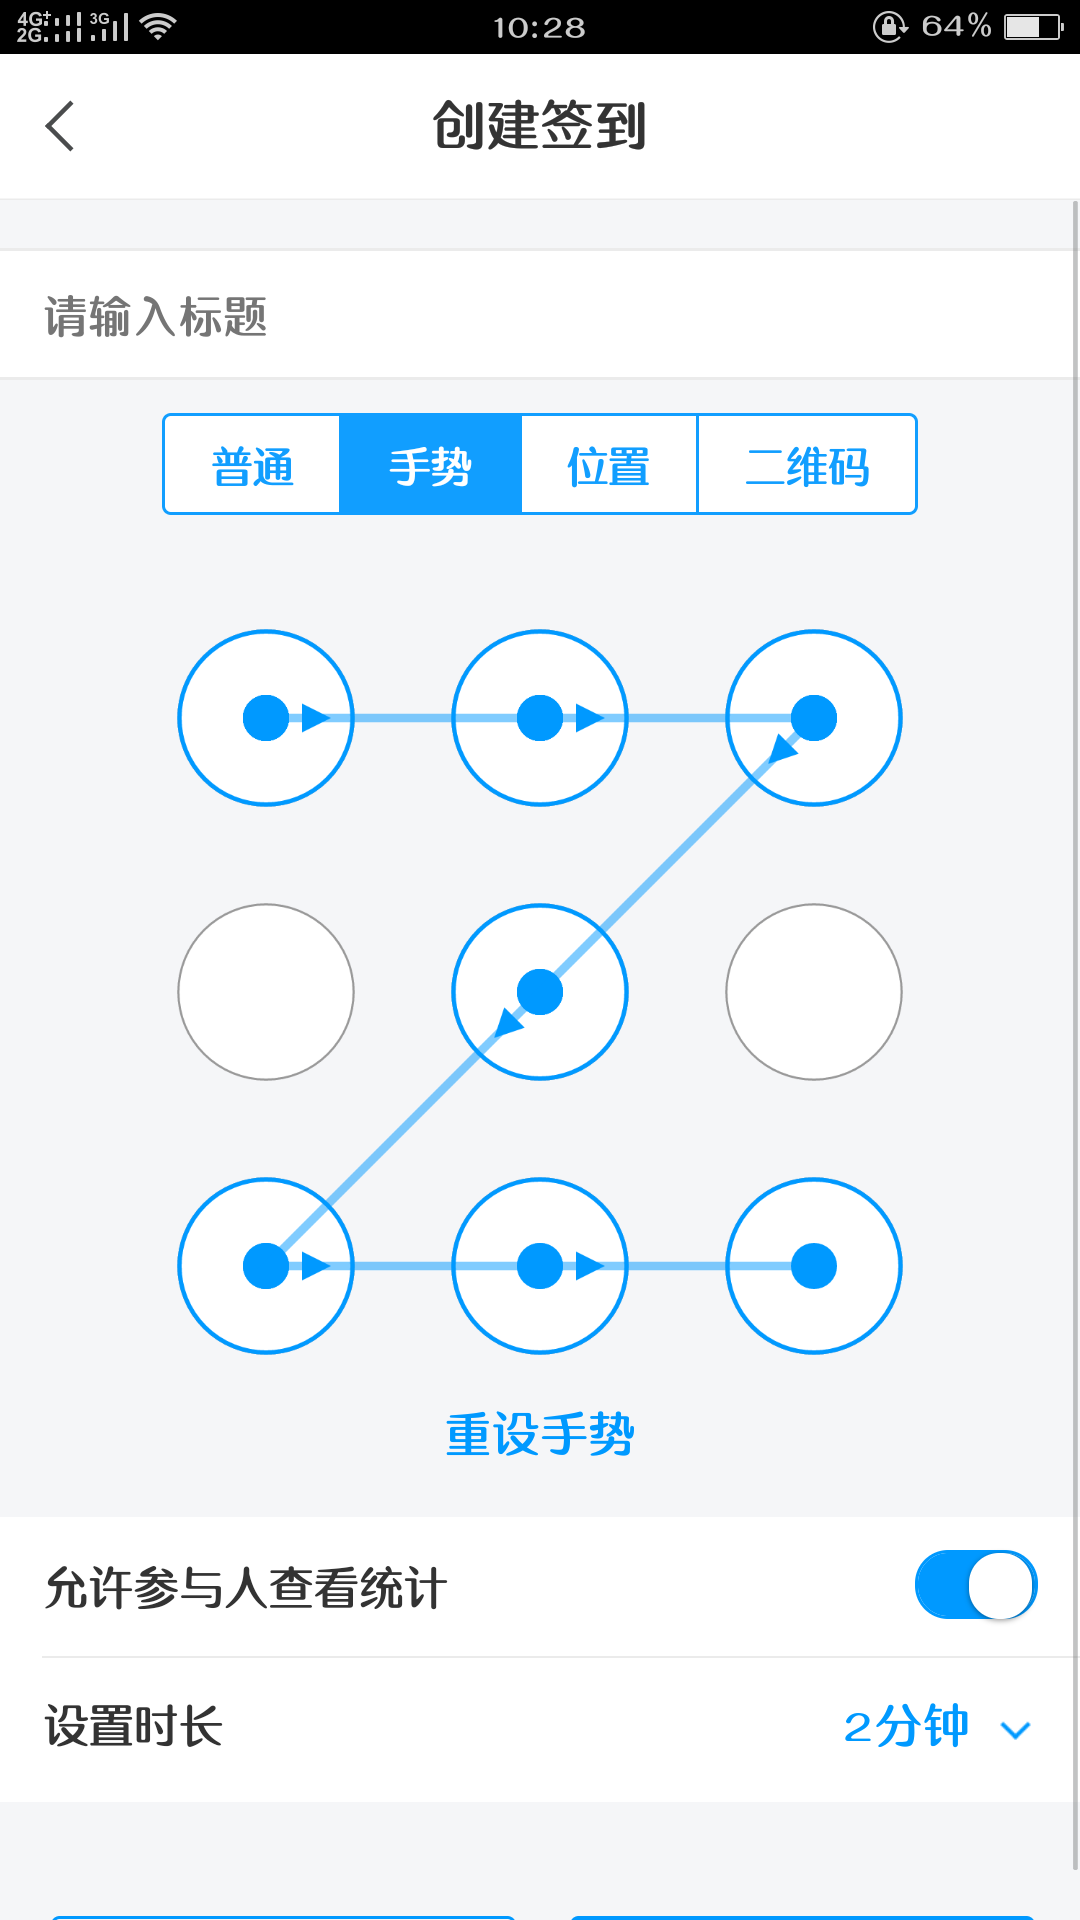 4G+ 3G 10:28 64%
2G
创建签到
请输入标题
普通 手势 位置 二维码
重设手势
允许参与人查看统计
设置时长 2分钟